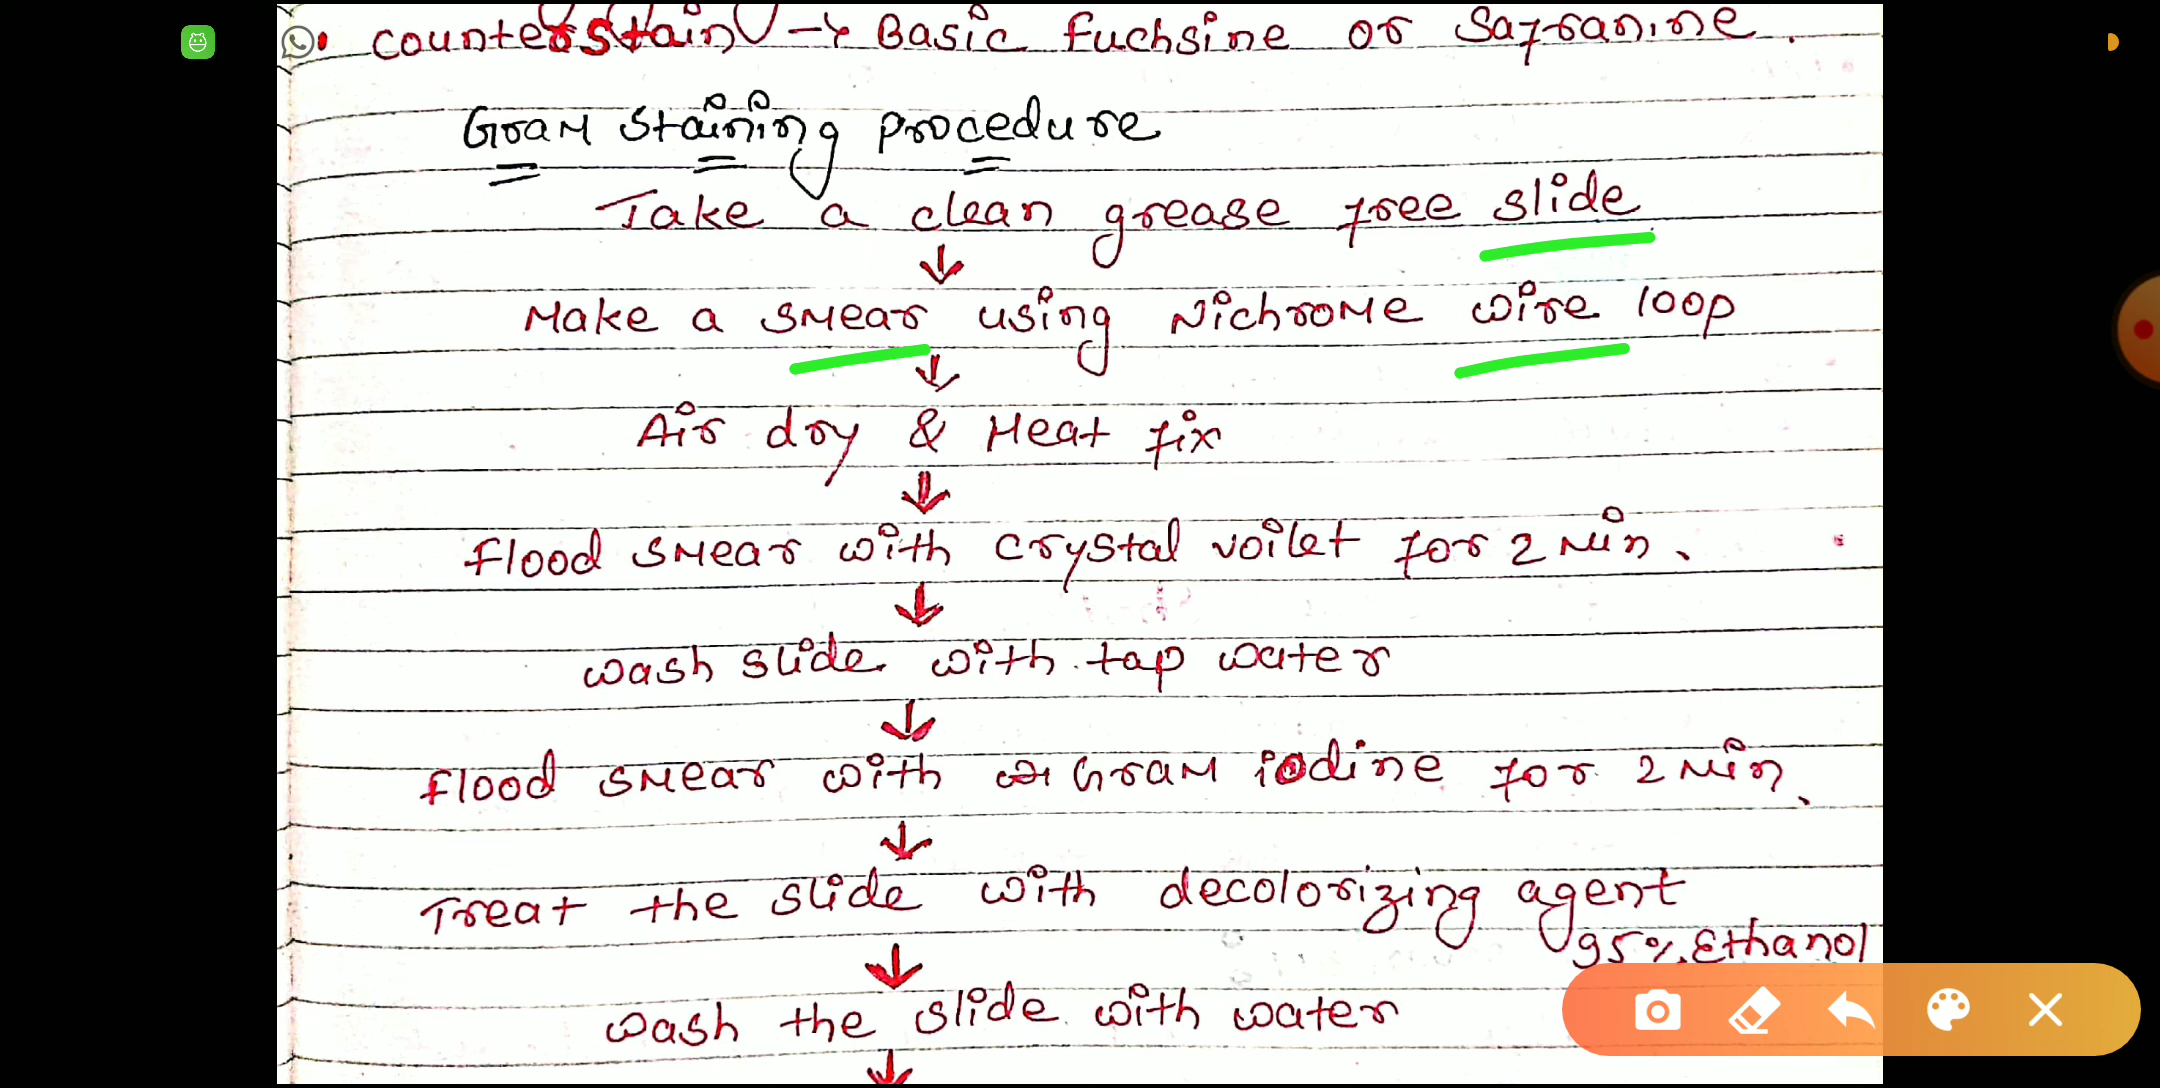 counterstain → Basic fuchsine or Safranine.
Gram staining procedure
Take a clean grease free slide
↓
Make a smear using Nichrome wire loop
↓
Air dry & Heat fix
↓
flood smear with crystal voilet for 2 min.
↓
wash slide with tap water
↓
flood smear with Gram iodine for 2 min.
↓
Treat the slide with decolorizing agent
95% Ethanol
↓
wash the slide with water
↓